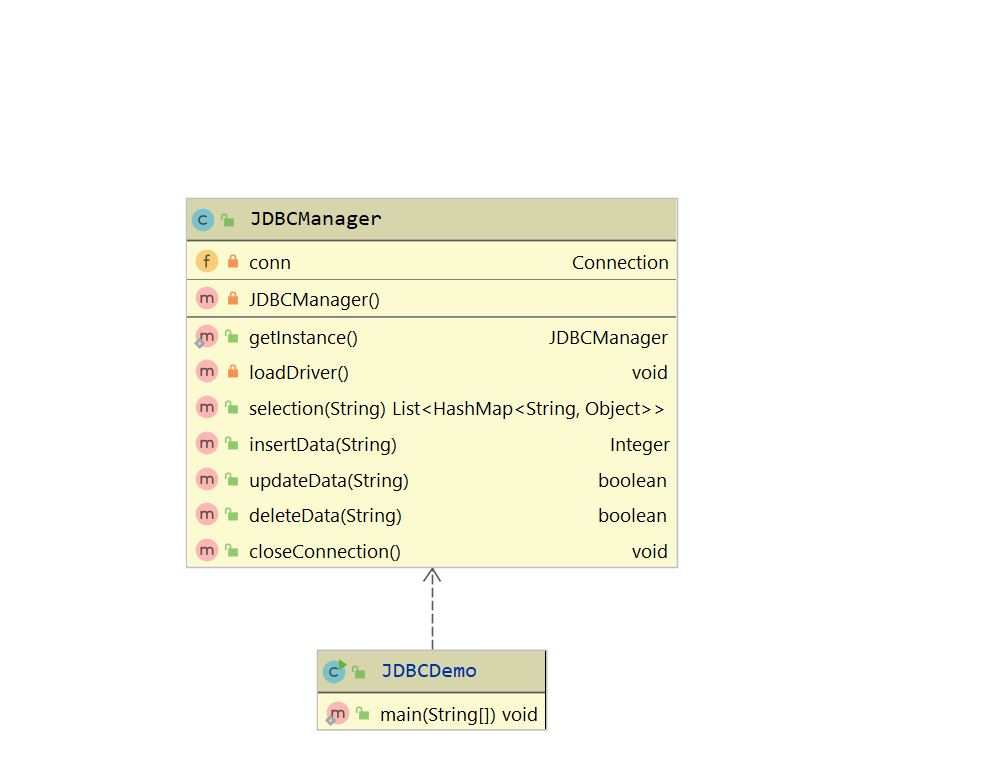 c JDBCManager
f conn Connection
m JDBCManager()
m getInstance() JDBCManager
m loadDriver() void
m selection(String) List<HashMap<String, Object>>
m insertData(String) Integer
m updateData(String) boolean
m deleteData(String) boolean
m closeConnection() void
c JDBCDemo
m main(String[]) void